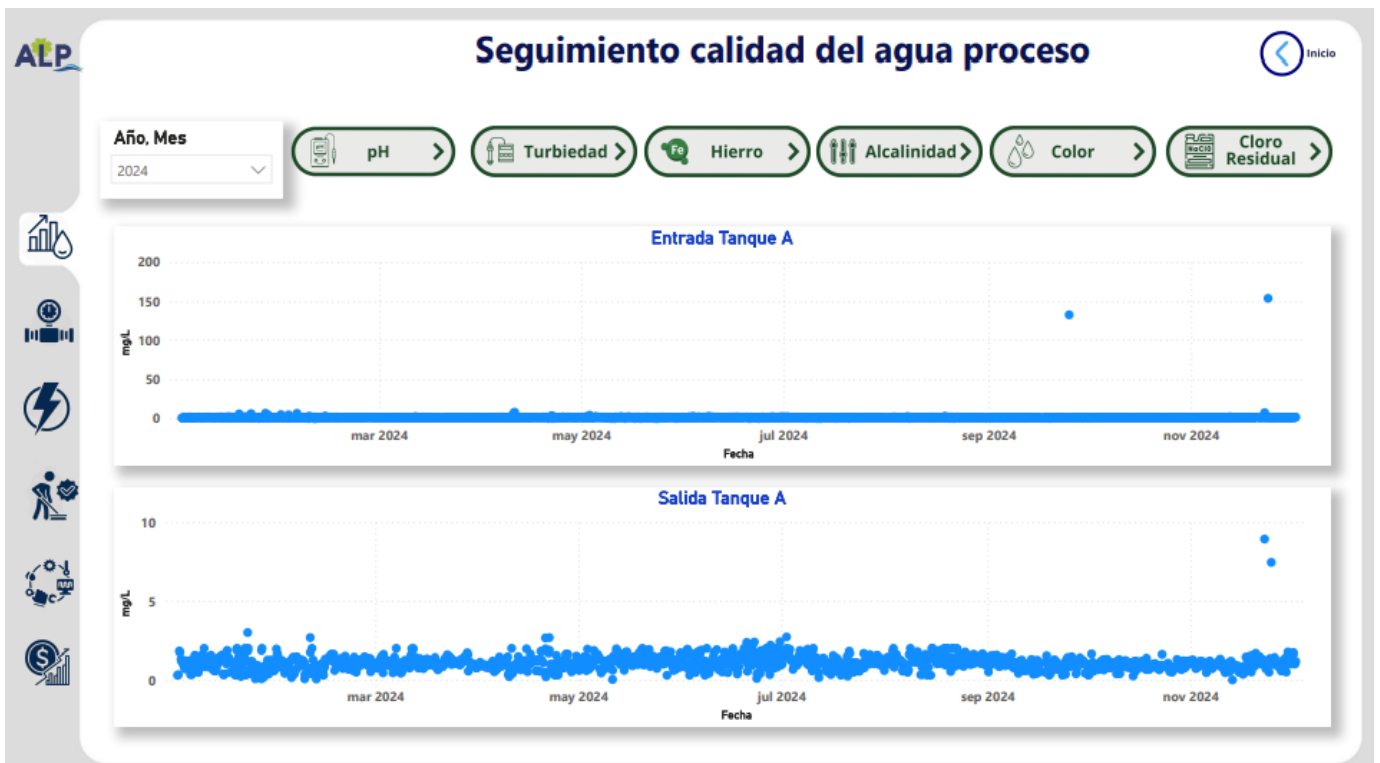 ALP
Seguimiento calidad del agua proceso
Inicio
Año, Mes
2024
pH
Turbiedad
Fe
Hierro
Alcalinidad
Color
NaClO
Cloro
Residual
Entrada Tanque A
200
150
100
50
0
mg/L
mar 2024
may 2024
jul 2024
sep 2024
nov 2024
Fecha
Salida Tanque A
10
5
0
mg/L
mar 2024
may 2024
jul 2024
sep 2024
nov 2024
Fecha